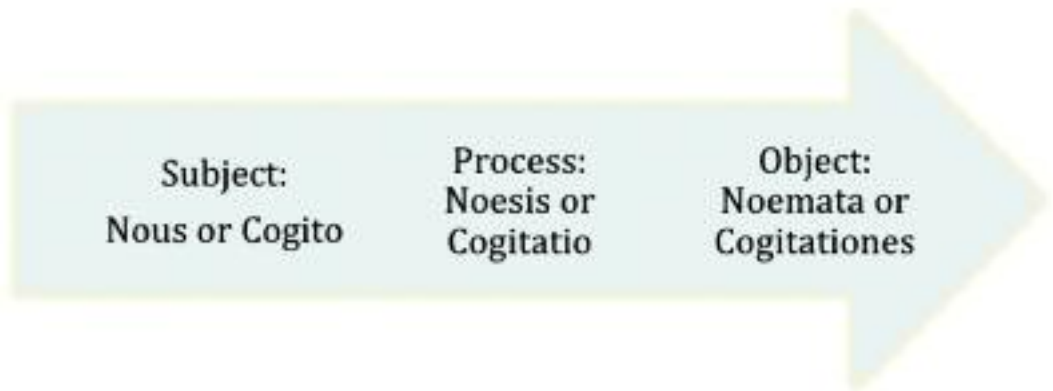 Subject:
Nous or Cogito
Process:
Noesis or
Cogitatio
Object:
Noemata or
Cogitationes